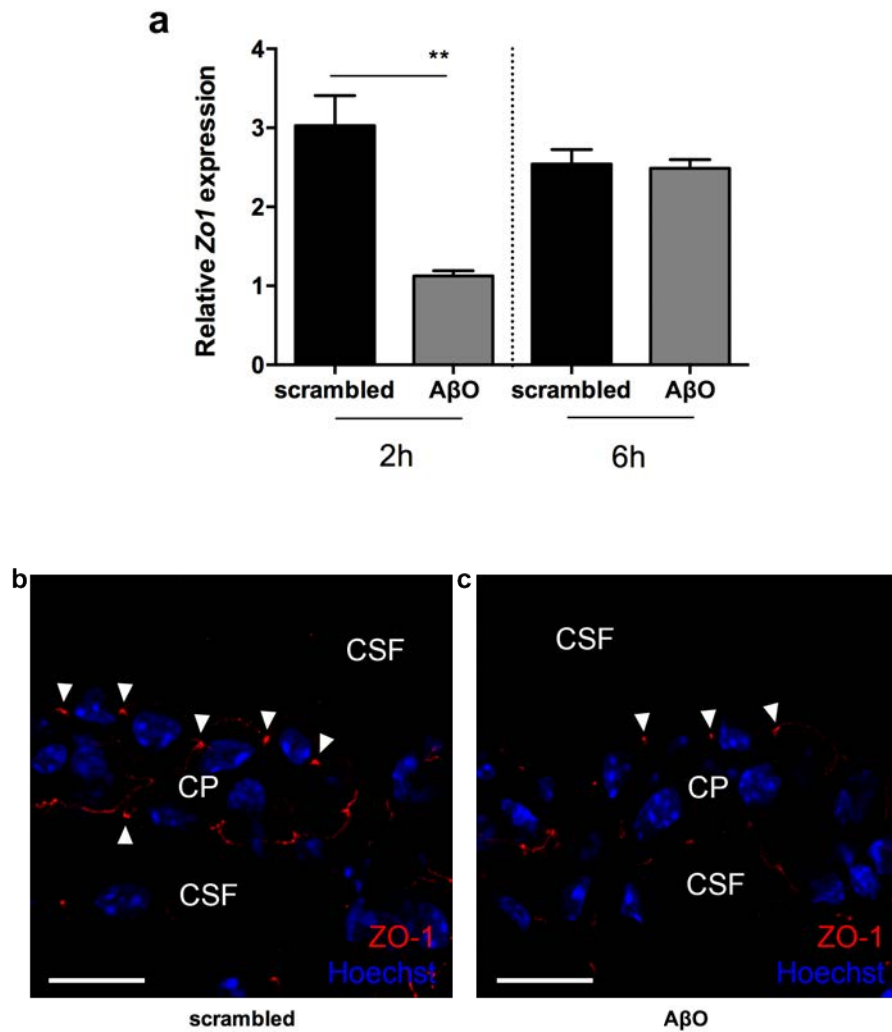 a
Relative Zo1 expression
4
3
2
1
0
**
scrambled AβO scrambled AβO
2h 6h
b
CSF
CP
CSF
ZO-1
Hoechst
scrambled
c
CSF
CP
CSF
ZO-1
Hoechst
AβO